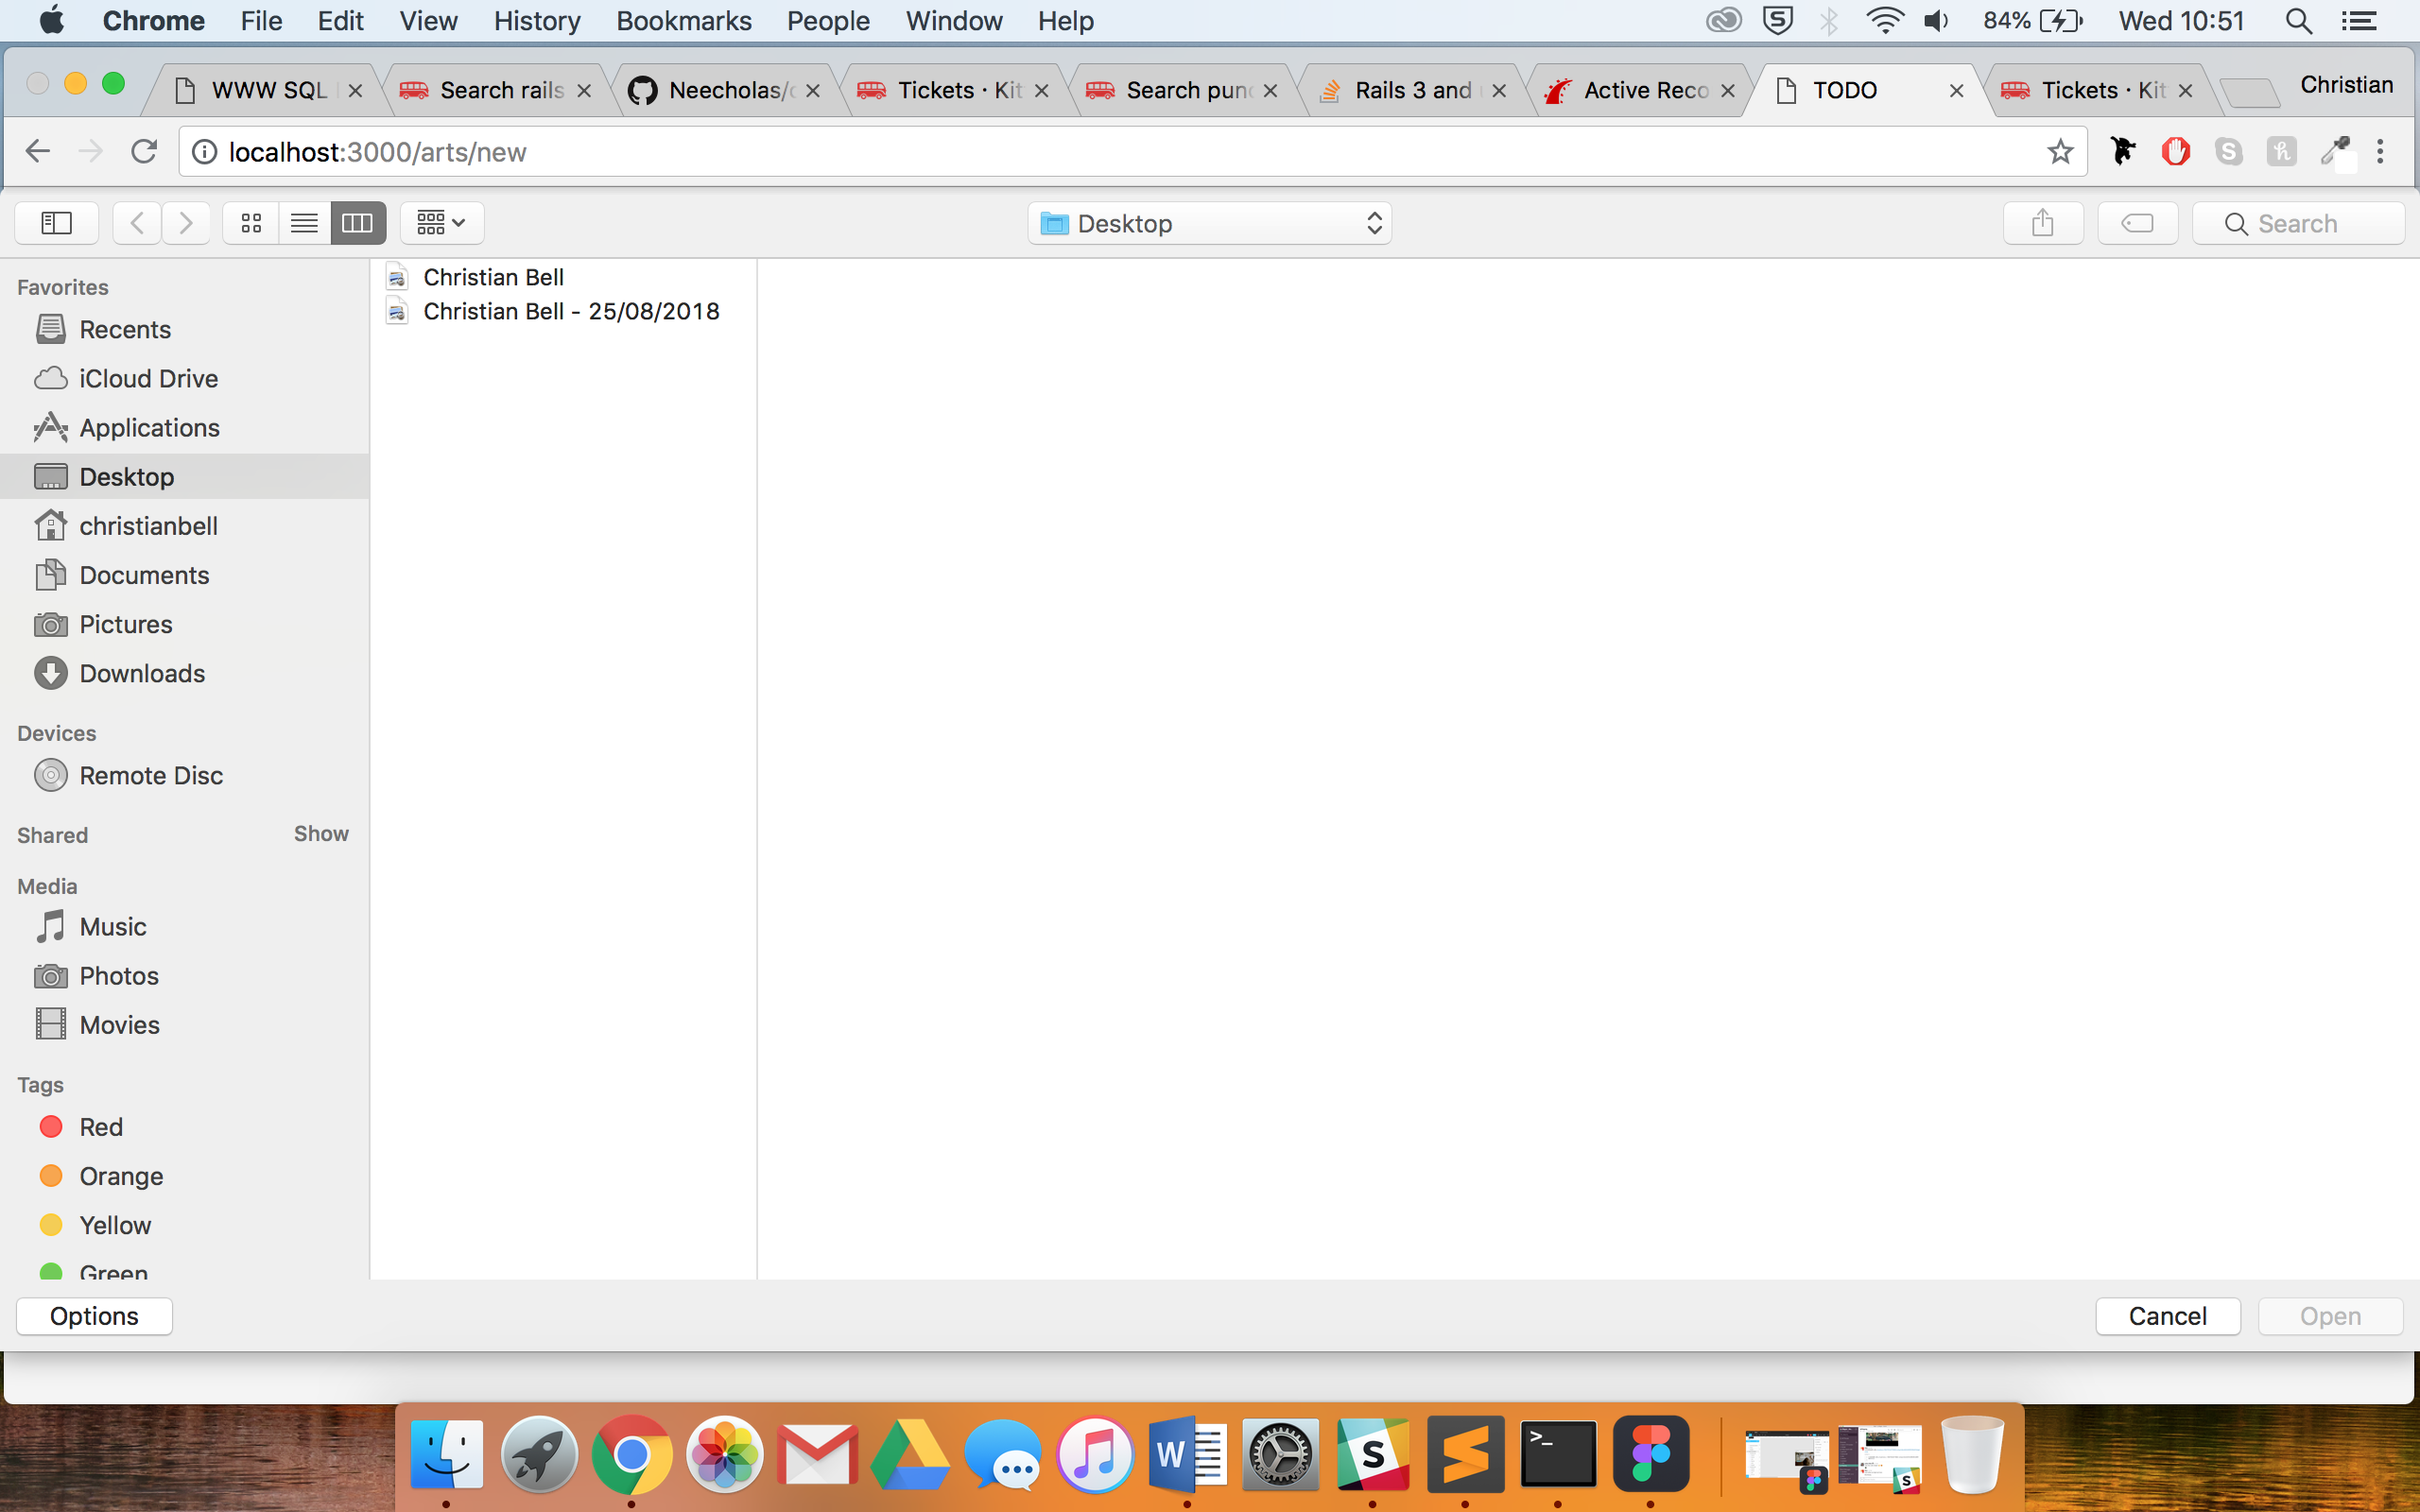 Chrome File Edit View History Bookmarks People Window Help 84% Wed 10:51
WWW SQL Search rails Neecholas/ Tickets · Kit Search pun Rails 3 and Active Reco TODO Tickets · Kit Christian
localhost:3000/arts/new
Desktop Search
Favorites
Recents
iCloud Drive
Applications
Desktop
christianbell
Documents
Pictures
Downloads
Devices
Remote Disc
Shared Show
Media
Music
Photos
Movies
Tags
Red
Orange
Yellow
Green
Christian Bell
Christian Bell - 25/08/2018
Options Cancel Open